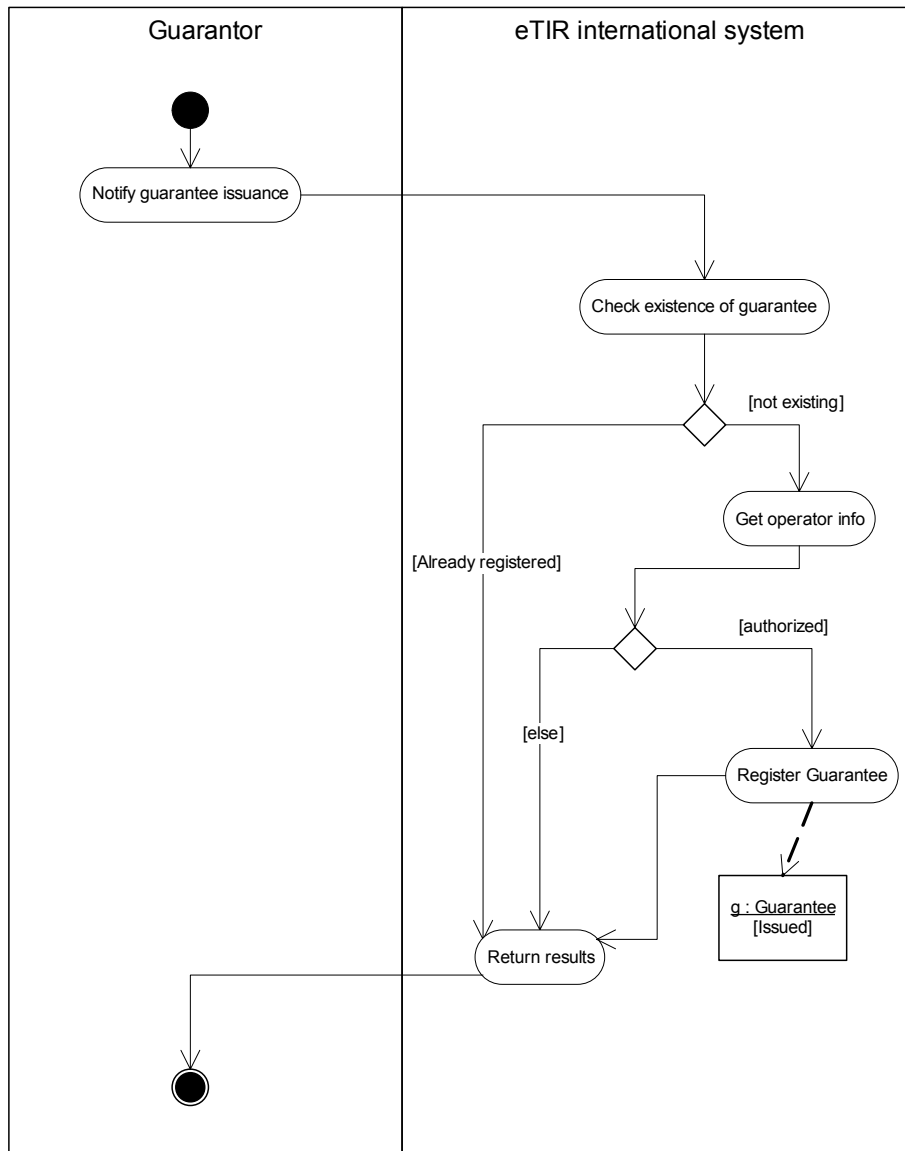 Guarantor
eTIR international system
Notify guarantee issuance
Check existence of guarantee
[not existing]
Get operator info
[Already registered]
[authorized]
[else]
Register Guarantee
g : Guarantee
[Issued]
Return results